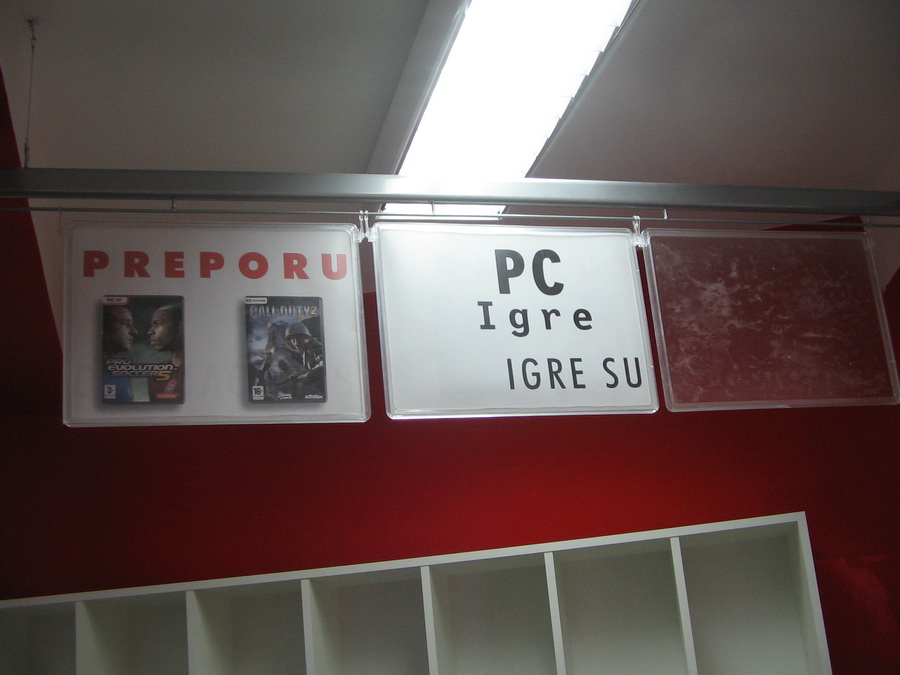 PREPORU
PRO
EVOLUTION
SOCCER 5
CALL OF DUTY 2
PC
Igre
IGRE SU